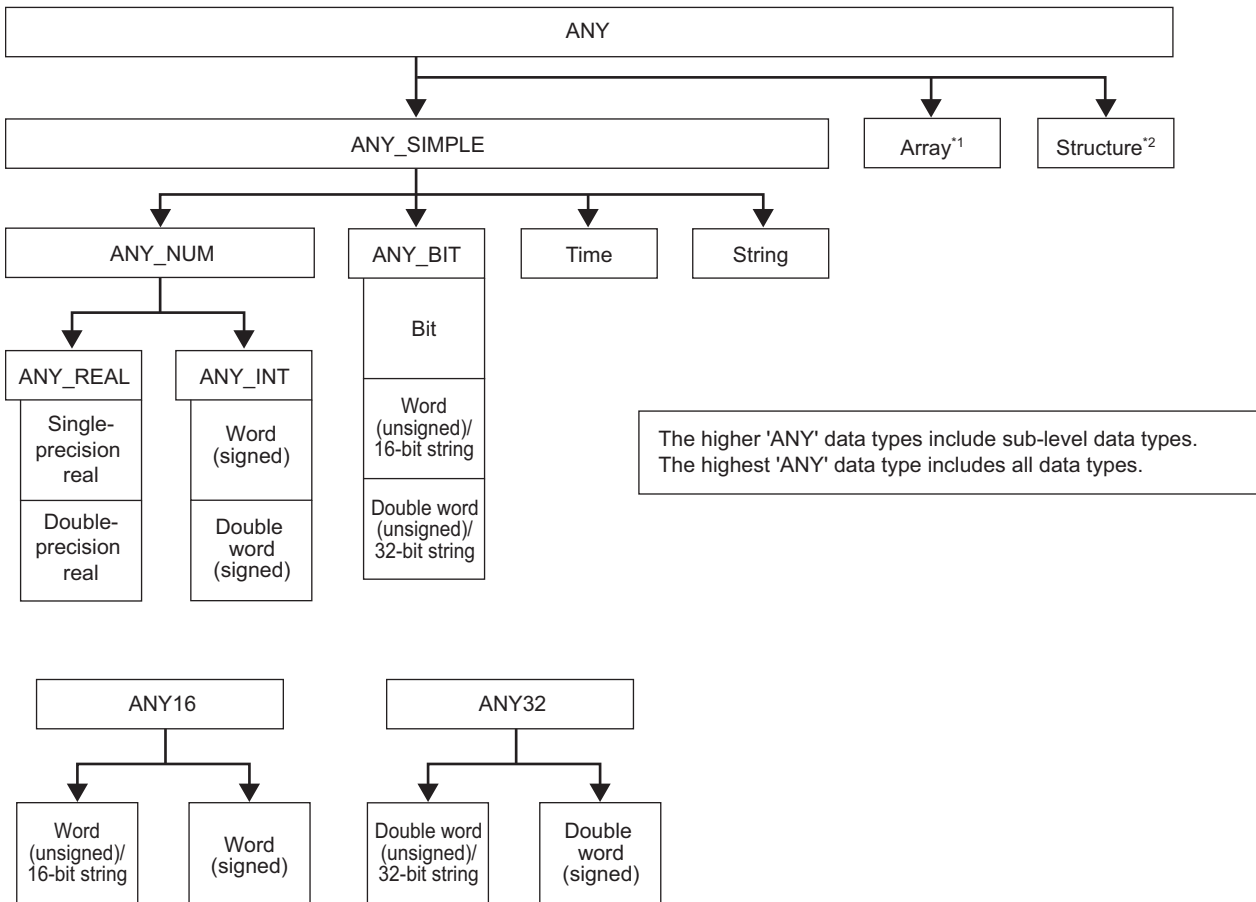 ANY
ANY_SIMPLE
Array*1
Structure*2
ANY_NUM
ANY_BIT
Time
String
Bit
ANY_REAL
ANY_INT
Single-
precision
real
Word
(signed)
Word
(unsigned)/
16-bit string
The higher 'ANY' data types include sub-level data types.
The highest 'ANY' data type includes all data types.
Double-
precision
real
Double
word
(signed)
Double word
(unsigned)/
32-bit string
ANY16
ANY32
Word
(unsigned)/
16-bit string
Word
(signed)
Double word
(unsigned)/
32-bit string
Double
word
(signed)